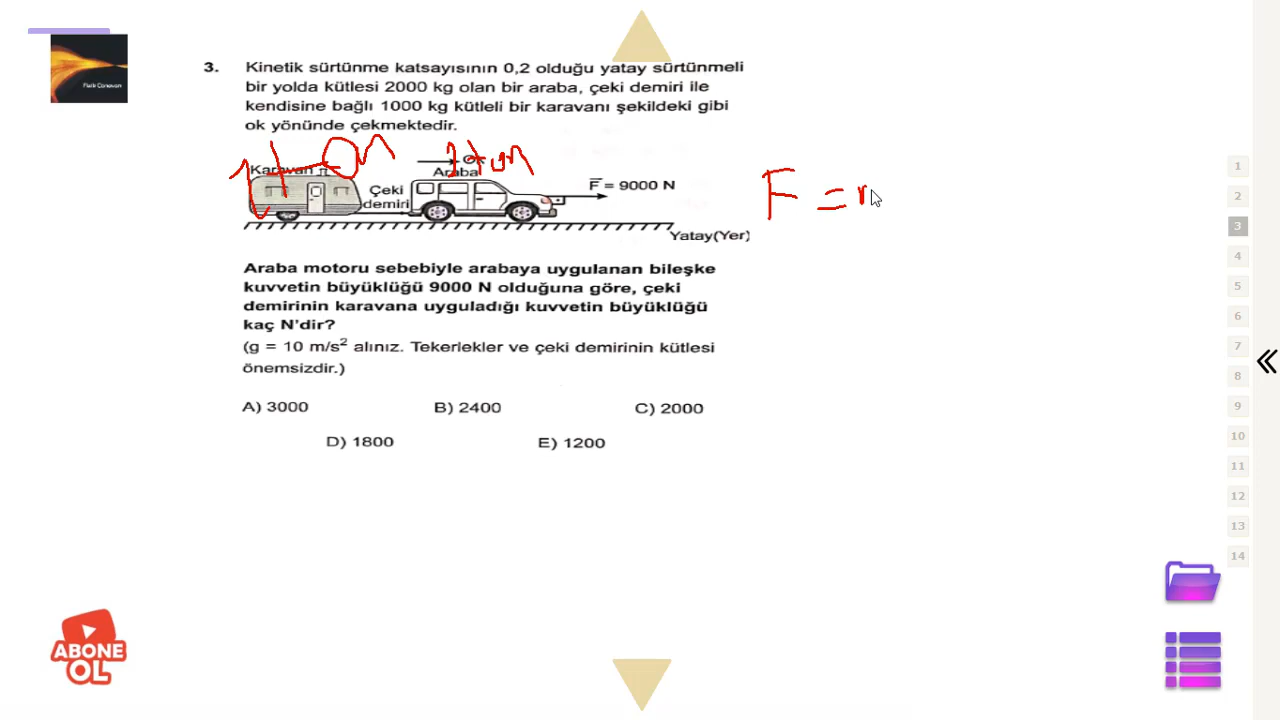 Fizik Canavarı
3. Kinetik sürtünme katsayısının 0,2 olduğu yatay sürtünmeli
bir yolda kütlesi 2000 kg olan bir araba, çeki demiri ile
kendisine bağlı 1000 kg kütleli bir karavanı şekildeki gibi
ok yönünde çekmektedir.
1ton
2ton
Karavan
Araba
Çeki
demiri
F = 9000 N
F =
Yatay(Yer)
Araba motoru sebebiyle arabaya uygulanan bileşke
kuvvetin büyüklüğü 9000 N olduğuna göre, çeki
demirinin karavana uyguladığı kuvvetin büyüklüğü
kaç N'dir?
(g = 10 m/s² alınız. Tekerlekler ve çeki demirinin kütlesi
önemsizdir.)
A) 3000 B) 2400 C) 2000
D) 1800 E) 1200
1
2
3
4
5
6
7
8
9
10
11
12
13
14
ABONE
OL